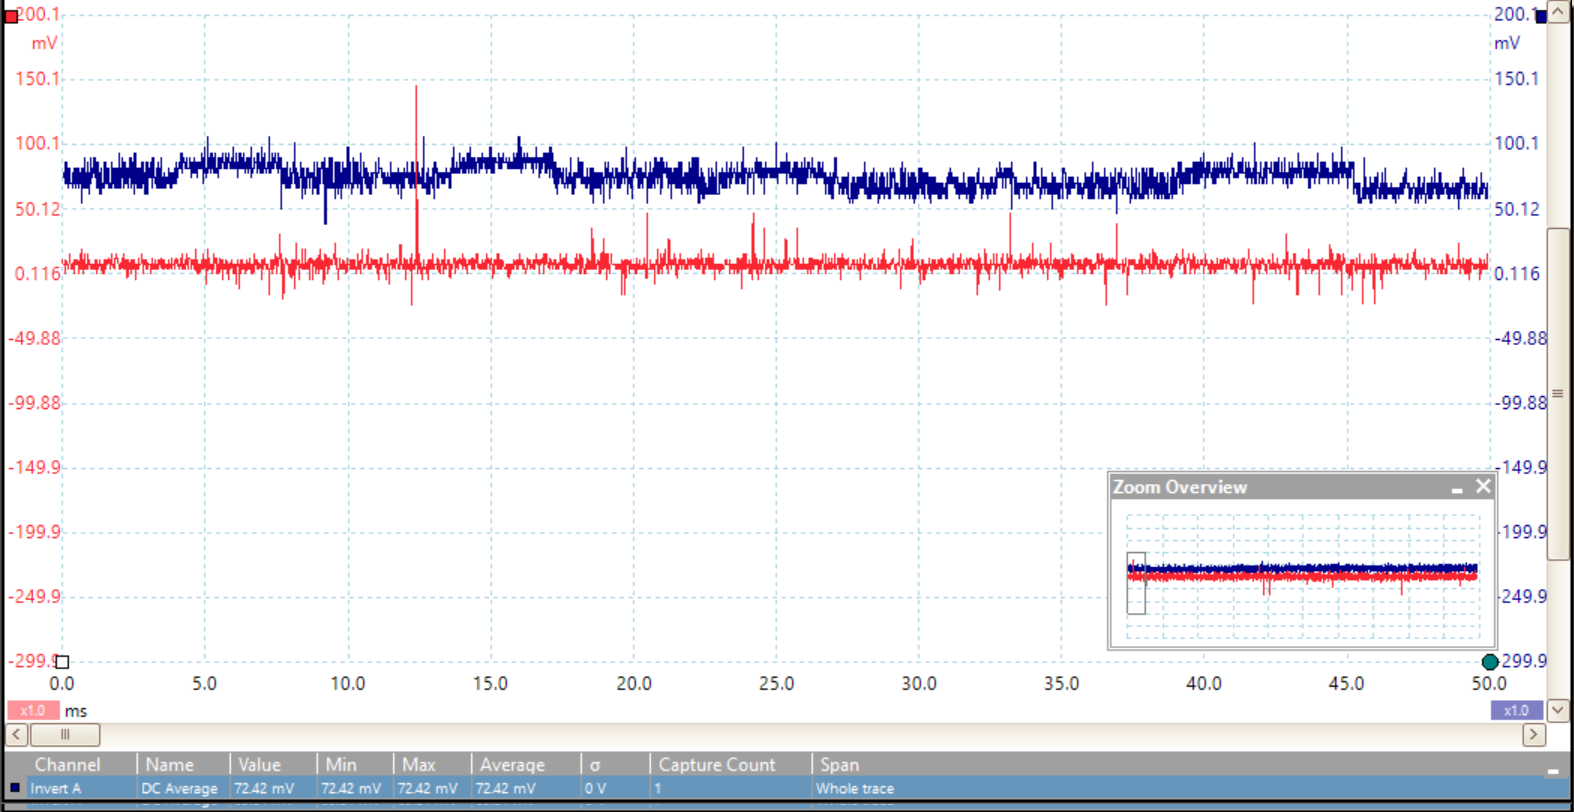 200.1 200.1
mV mV
150.1 150.1
100.1 100.1
50.12 50.12
0.116 0.116
-49.88 -49.88
-99.88 -99.88
-149.9 -149.9
Zoom Overview
-199.9 -199.9
-249.9 -249.9
-299.9 -299.9
0.0 5.0 10.0 15.0 20.0 25.0 30.0 35.0 40.0 45.0 50.0
x1.0 ms x1.0
Channel Name Value Min Max Average σ Capture Count Span
Invert A DC Average 72.42 mV 72.42 mV 72.42 mV 72.42 mV 0 V 1 Whole trace